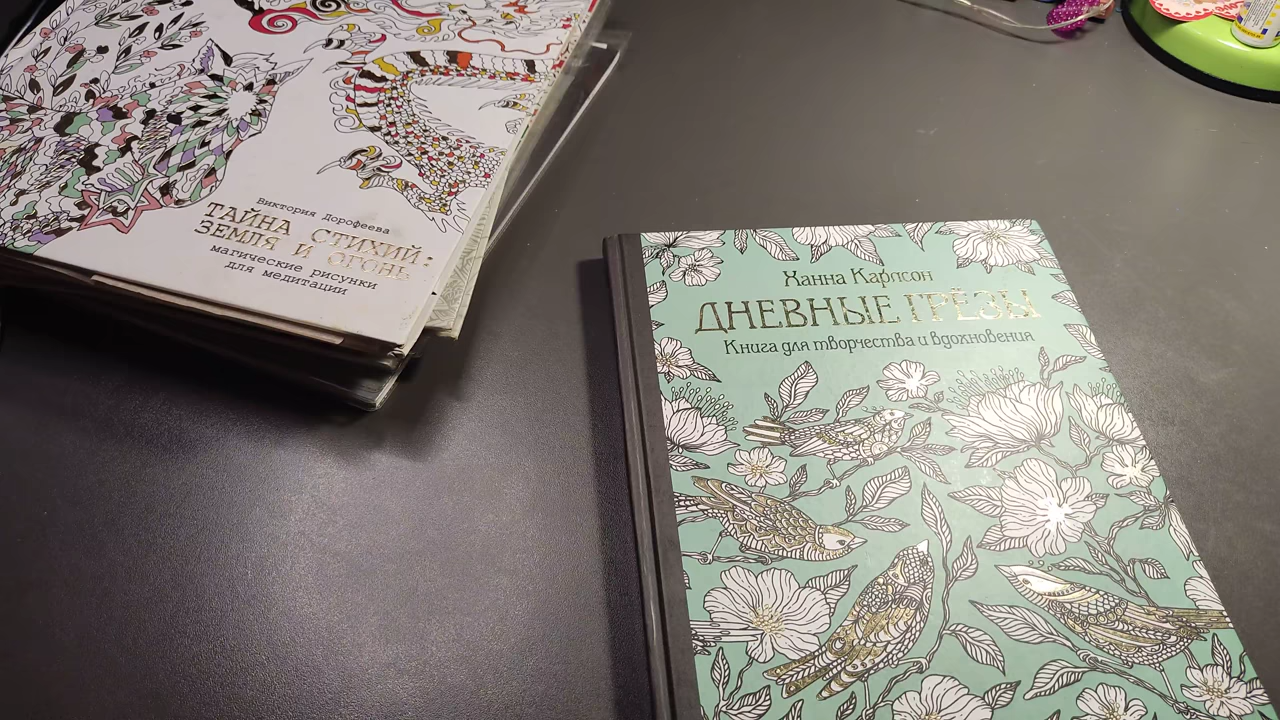 Виктория Дорофеева
ТАЙНА СТИХИЙ:
ЗЕМЛЯ И ОГОНЬ
магические рисунки
для медитации
Ханна Карлсон
ДНЕВНЫЕ ГРЁЗЫ
Книга для творчества и вдохновения